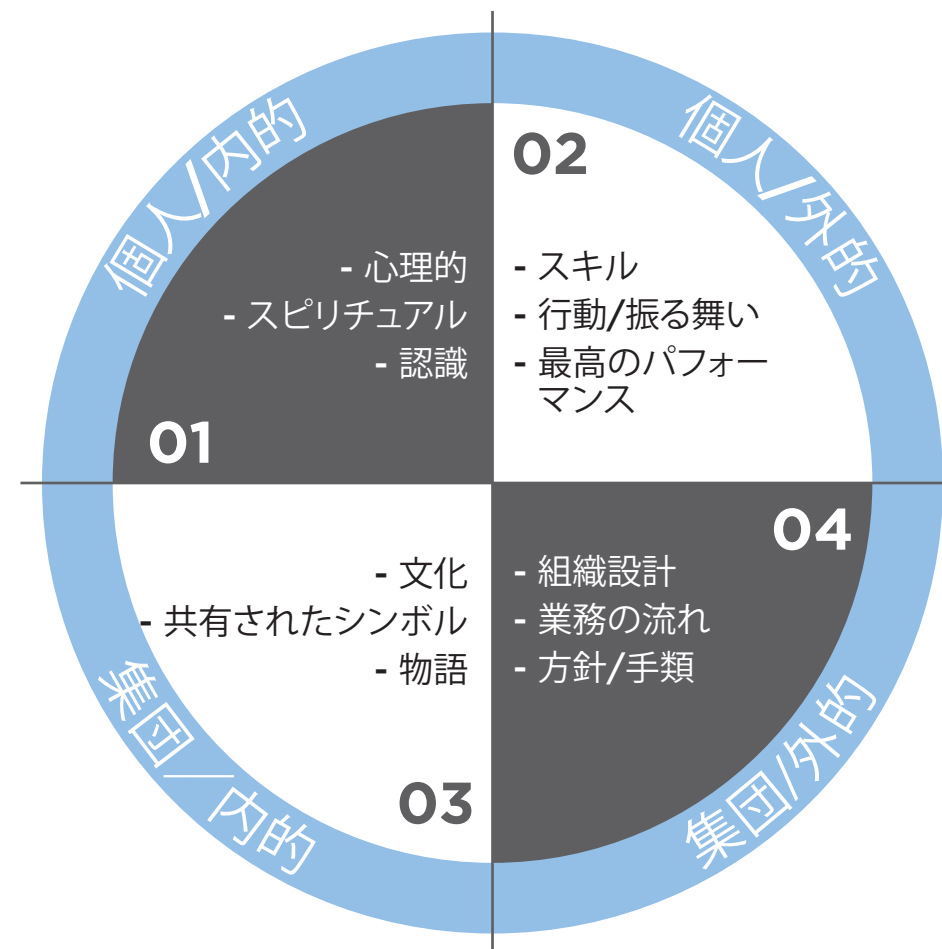 個人/内的
01
- 心理的
- スピリチュアル
- 認識
個人/外的
02
- スキル
- 行動/振る舞い
- 最高のパフォー
マンス
集団/内的
03
- 文化
- 共有されたシンボル
- 物語
集団/外的
04
- 組織設計
- 業務の流れ
- 方針/手類